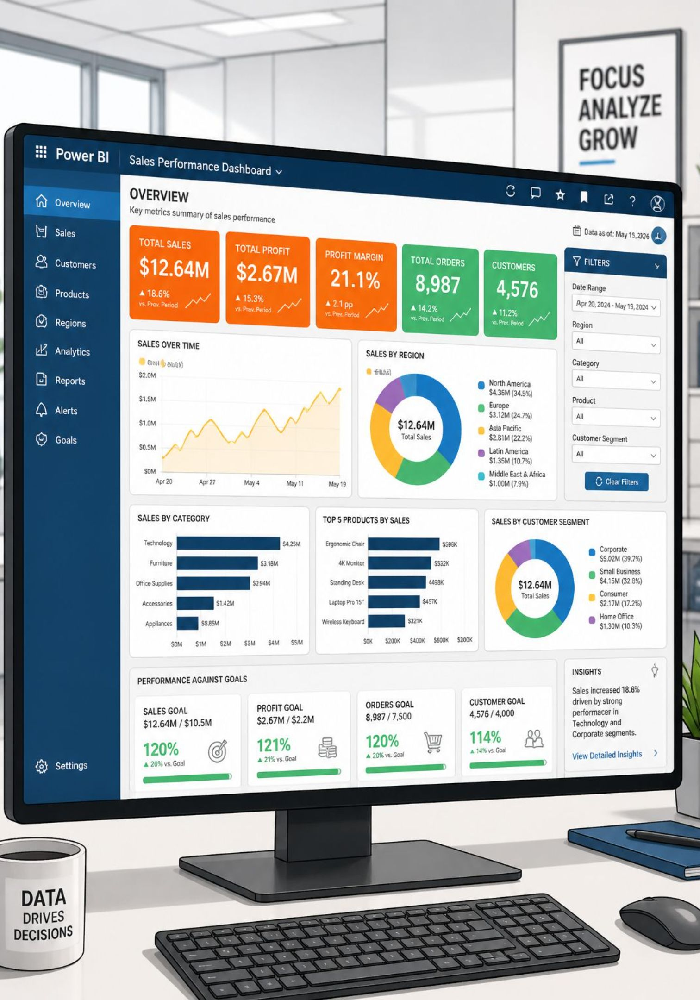 FOCUS
ANALYZE
GROW
Power BI
Sales Performance Dashboard
Overview
Sales
Customers
Products
Regions
Analytics
Reports
Alerts
Goals
Settings
OVERVIEW
Key metrics summary of sales performance
Data as of: May 15, 2026
TOTAL SALES
$12.64M
▲ 18.6%
vs. Prev. Period
TOTAL PROFIT
$2.67M
▲ 15.3%
vs. Prev. Period
PROFIT MARGIN
21.1%
▲ 2.1 pp
vs. Prev. Period
TOTAL ORDERS
8,987
▲ 14.2%
vs. Prev. Period
CUSTOMERS
4,576
▲ 11.2%
vs. Prev. Period
FILTERS
Date Range
Apr 20, 2024 - May 19, 2024
Region
All
Category
All
Product
All
Customer Segment
All
Clear Filters
SALES OVER TIME
$2.0M
$1.5M
$1.0M
$0.5M
$0M
Apr 20
Apr 27
May 4
May 11
May 19
SALES BY REGION
$12.64M
Total Sales
North America
$4.36M (34.5%)
Europe
$3.12M (24.7%)
Asia Pacific
$2.81M (22.2%)
Latin America
$1.35M (10.7%)
Middle East & Africa
$1.00M (7.9%)
SALES BY CATEGORY
Technology
$4.25M
Furniture
$3.18M
Office Supplies
$2.94M
Accessories
$1.42M
Appliances
$8.85M
$0M
$1M
$2M
$3M
$4M
TOP 5 PRODUCTS BY SALES
Ergonomic Chair
$598K
4K Monitor
$532K
Standing Desk
4498K
Laptop Pro 15"
$457K
Wireless Keyboard
$321K
$0K
$200K
$400K
$600K
$200K
SALES BY CUSTOMER SEGMENT
$12.64M
Total Sales
Corporate
$5.02M (39.7%)
Small Business
$4.15M (32.8%)
Consumer
$2.17M (17.2%)
Home Office
$1.30M (10.3%)
PERFORMANCE AGAINST GOALS
SALES GOAL
$12.64M / $10.5M
120%
▲ 20% vs. Goal
PROFIT GOAL
$2.67M / $2.2M
121%
▲ 21% vs. Goal
ORDERS GOAL
8,987 / 7,500
120%
▲ 20% vs. Goal
CUSTOMER GOAL
4,576 / 4,000
114%
▲ 14% vs. Goal
INSIGHTS
Sales increased 18.6%
driven by strong
performacer in
Technology and
Corporate segments.
View Detailed Insights
DATA
DRIVES
DECISIONS